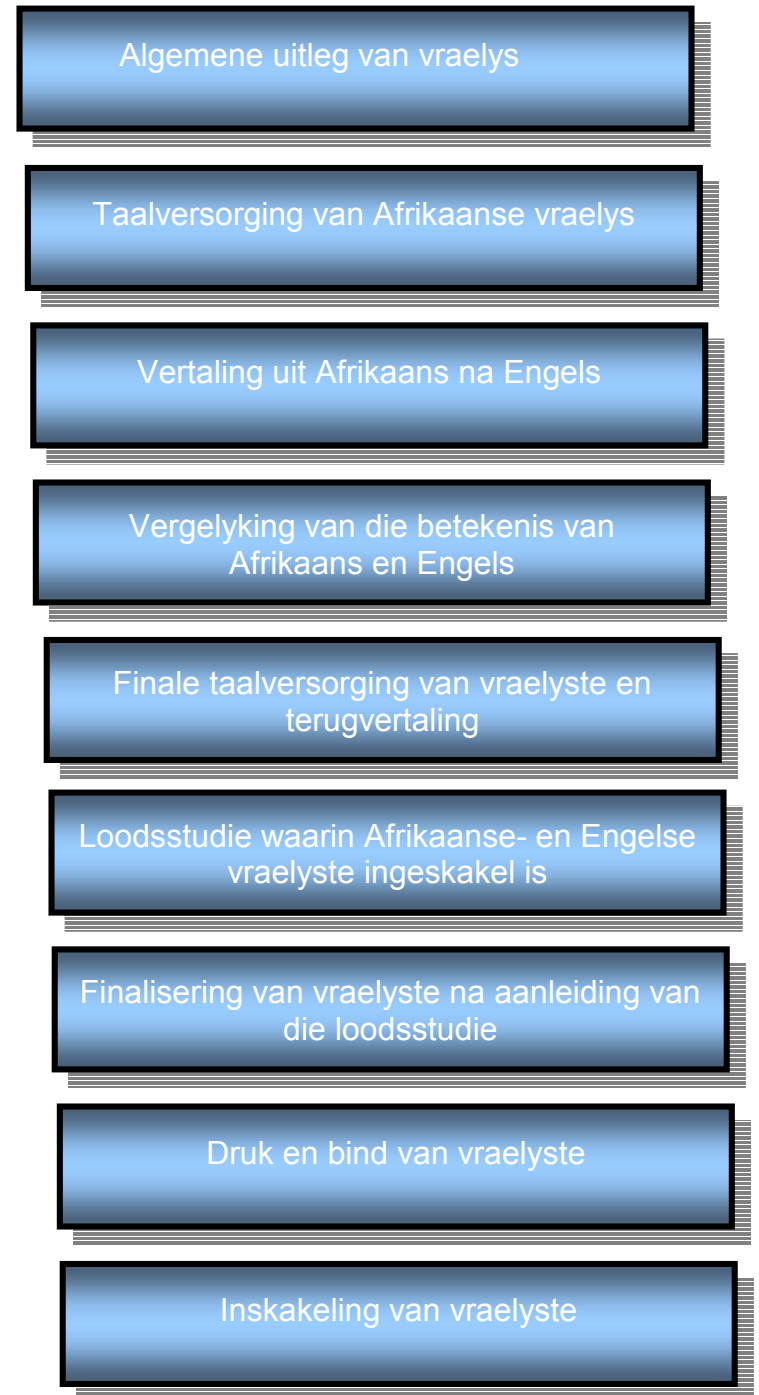 Algemene uitleg van vraelys
Taalversorging van Afrikaanse vraelys
Vertaling uit Afrikaans na Engels
Vergelyking van die betekenis van
Afrikaans en Engels
Finale taalversorging van vraelyste en
terugvertaling
Loodsstudie waarin Afrikaanse- en Engelse
vraelyste ingeskakel is
Finalisering van vraelyste na aanleiding van
die loodsstudie
Druk en bind van vraelyste
Inskakeling van vraelyste